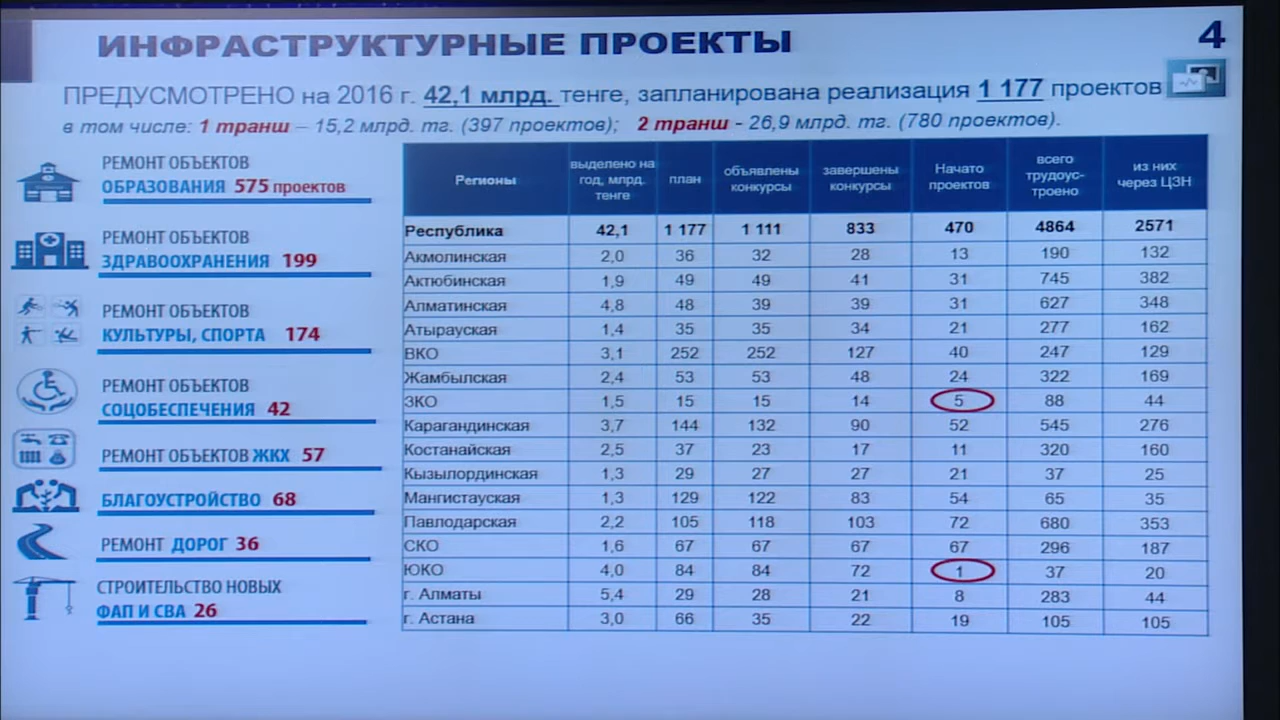 ИНФРАСТРУКТУРНЫЕ ПРОЕКТЫ
4
ПРЕДУСМОТРЕНО на 2016 г. 42,1 млрд. тенге, запланирована реализация 1 177 проектов
в том числе: 1 транш – 15,2 млрд. тг. (397 проектов); 2 транш - 26,9 млрд. тг. (780 проектов).
РЕМОНТ ОБЪЕКТОВ
ОБРАЗОВАНИЯ 575 проектов
РЕМОНТ ОБЪЕКТОВ
ЗДРАВООХРАНЕНИЯ 199
РЕМОНТ ОБЪЕКТОВ
КУЛЬТУРЫ, СПОРТА 174
РЕМОНТ ОБЪЕКТОВ
СОЦОБЕСПЕЧЕНИЯ 42
РЕМОНТ ОБЪЕКТОВ ЖКХ 57
БЛАГОУСТРОЙСТВО 68
РЕМОНТ ДОРОГ 36
СТРОИТЕЛЬСТВО НОВЫХ
ФАП И СВА 26
Регионы
выделено на
год, млрд.
тенге
план
объявлены
конкурсы
завершены
конкурсы
Начато
проектов
всего
трудоус-
троено
из них
через ЦЗН
Республика 42,1 1 177 1 111 833 470 4864 2571
Акмолинская 2,0 36 32 28 13 190 132
Актюбинская 1,9 49 49 41 31 745 382
Алматинская 4,8 48 39 39 31 627 348
Атырауская 1,4 35 35 34 21 277 162
ВКО 3,1 252 252 127 40 247 129
Жамбылская 2,4 53 53 48 24 322 169
ЗКО 1,5 15 15 14 5 88 44
Карагандинская 3,7 144 132 90 52 545 276
Костанайская 2,5 37 23 17 11 320 160
Кызылординская 1,3 29 27 27 21 37 25
Мангистауская 1,3 129 122 83 54 65 35
Павлодарская 2,2 105 118 103 72 680 353
СКО 1,6 67 67 67 67 296 187
ЮКО 4,0 84 84 72 1 37 20
г. Алматы 5,4 29 28 21 8 283 44
г. Астана 3,0 66 35 22 19 105 105